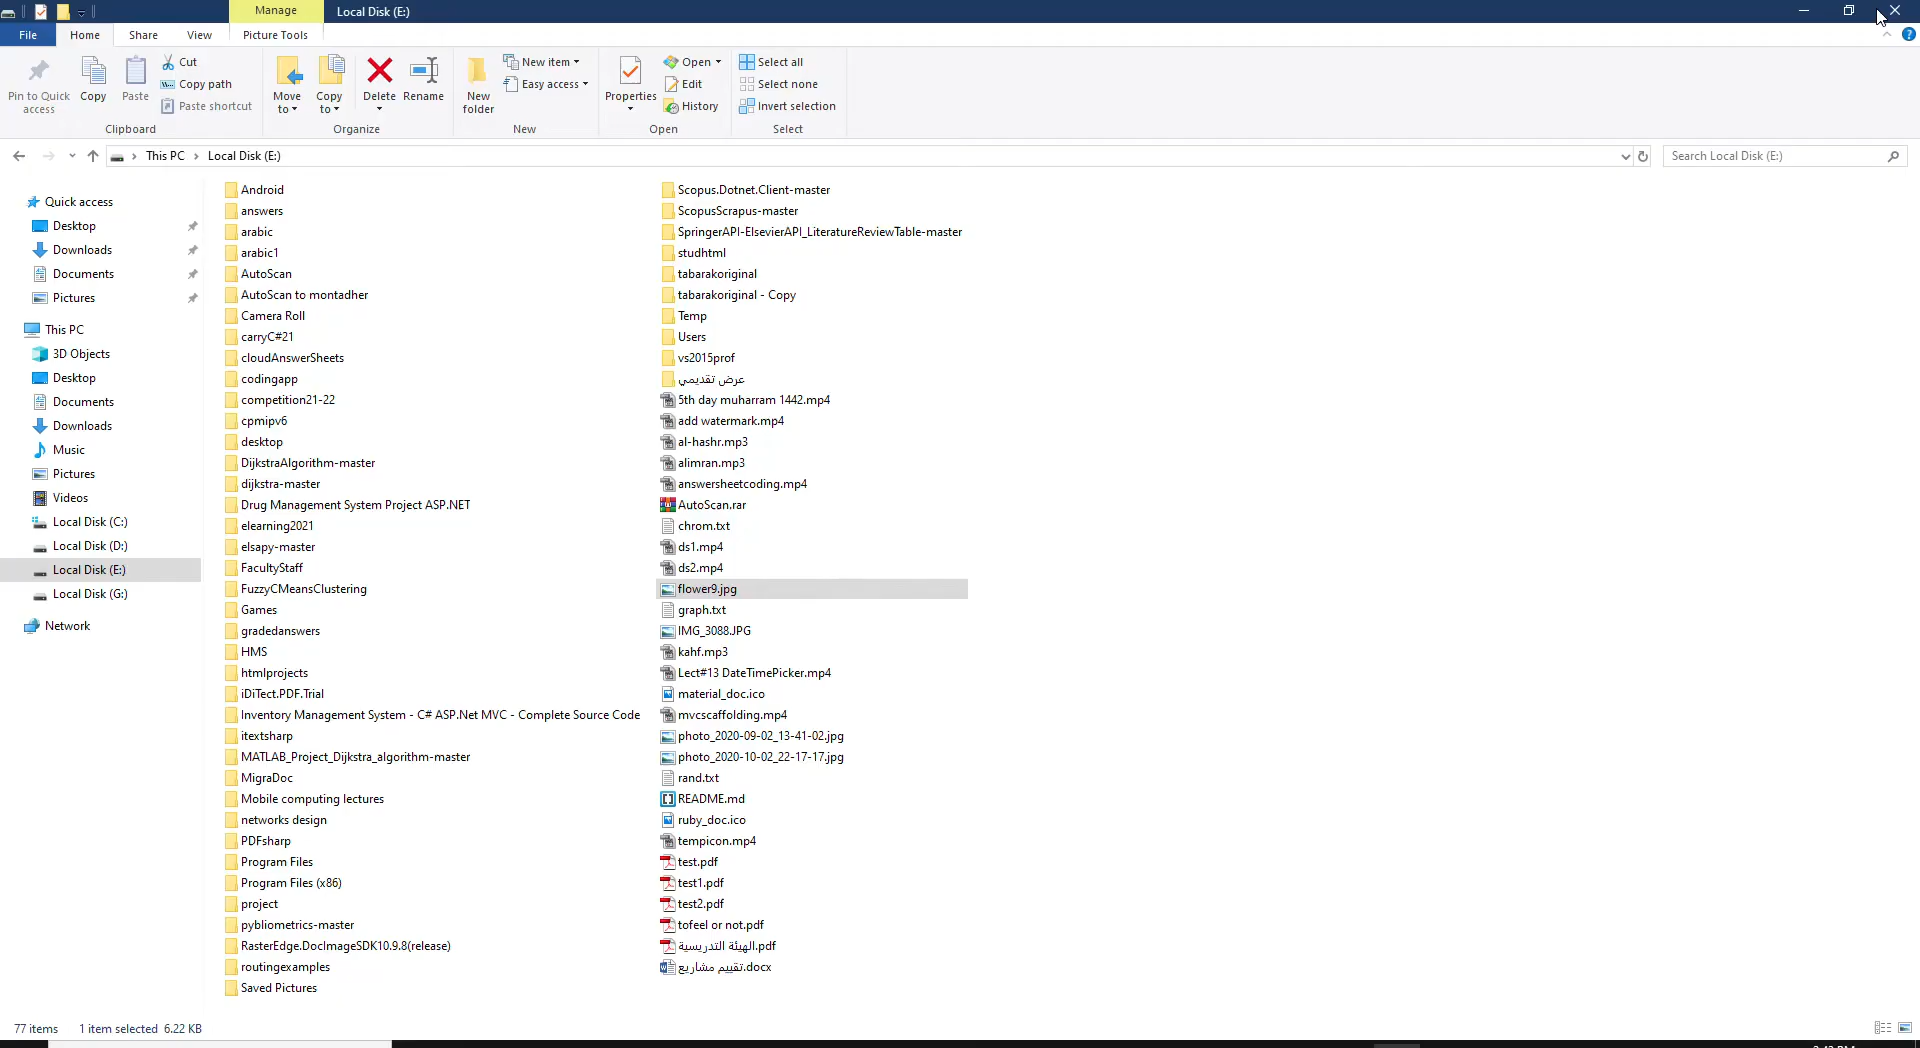 Manage
Local Disk (E:)
File
Home
Share
View
Picture Tools
Pin to Quick access
Copy
Paste
Cut
Copy path
Paste shortcut
Clipboard
Move to
Copy to
Delete
Rename
Organize
New folder
New item
Easy access
New
Properties
Open
Edit
History
Open
Select all
Select none
Invert selection
Select
This PC
Local Disk (E:)
Search Local Disk (E:)
Quick access
Desktop
Downloads
Documents
Pictures
This PC
3D Objects
Desktop
Documents
Downloads
Music
Pictures
Videos
Local Disk (C:)
Local Disk (D:)
Local Disk (E:)
Local Disk (G:)
Network
Android
answers
arabic
arabic1
AutoScan
AutoScan to montadher
Camera Roll
carryC#21
cloudAnswerSheets
codingapp
competition21-22
cpmipv6
desktop
DijkstraAlgorithm-master
dijkstra-master
Drug Management System Project ASP.NET
elearning2021
elsapy-master
FacultyStaff
FuzzyCMeansClustering
Games
gradedanswers
HMS
htmlprojects
iDiTect.PDF.Trial
Inventory Management System - C# ASP.Net MVC - Complete Source Code
itextsharp
MATLAB_Project_Dijkstra_algorithm-master
MigraDoc
Mobile computing lectures
networks design
PDFsharp
Program Files
Program Files (x86)
project
pybliometrics-master
RasterEdge.DocImageSDK10.9.8(release)
routingexamples
Saved Pictures
Scopus.Dotnet.Client-master
ScopusScrapus-master
SpringerAPI-ElsevierAPI_LiteratureReviewTable-master
studhtml
tabarakoriginal
tabarakoriginal - Copy
Temp
Users
vs2015prof
عرض تقديمي
5th day muharram 1442.mp4
add watermark.mp4
al-hashr.mp3
alimran.mp3
answersheetcoding.mp4
AutoScan.rar
chrom.txt
ds1.mp4
ds2.mp4
flower9.jpg
graph.txt
IMG_3088.JPG
kahf.mp3
Lect#13 DateTimePicker.mp4
material_doc.ico
mvcscaffolding.mp4
photo_2020-09-02_13-41-02.jpg
photo_2020-10-02_22-17-17.jpg
rand.txt
README.md
ruby_doc.ico
tempicon.mp4
test.pdf
test1.pdf
test2.pdf
tofeel or not.pdf
الهيئة التدريسية.pdf
تقييم مشاريع.docx
77 items
1 item selected 6.22 KB